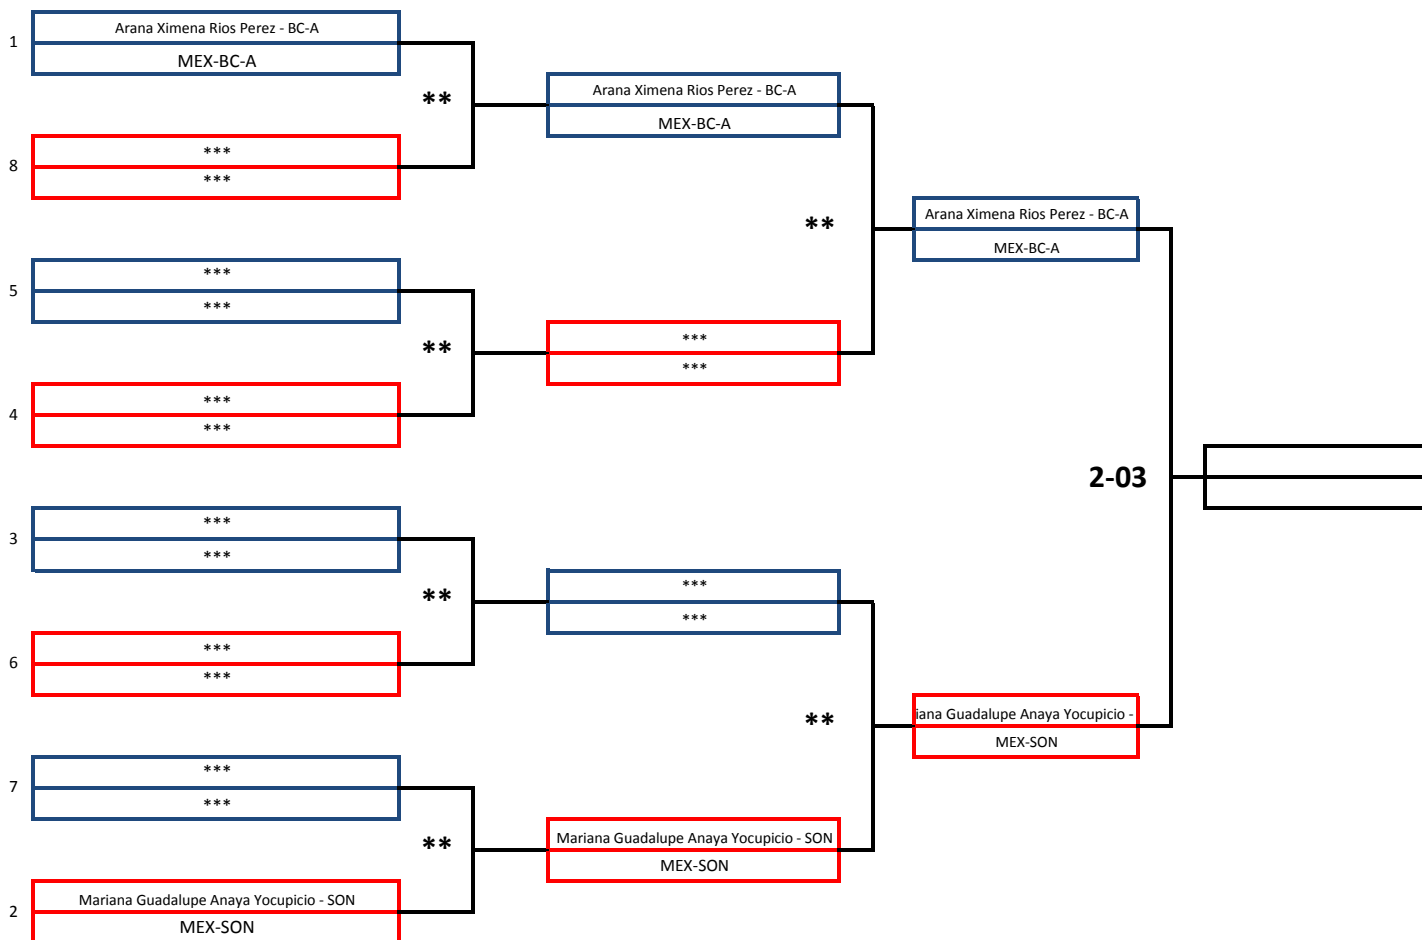 1
Arana Ximena Rios Perez - BC-A
MEX-BC-A
**
8
***
***
5
***
***
**
4
***
***
3
***
***
**
6
***
***
7
***
***
**
2
Mariana Guadalupe Anaya Yocupicio - SON
MEX-SON
Arana Ximena Rios Perez - BC-A
MEX-BC-A
**
***
***
***
***
**
Mariana Guadalupe Anaya Yocupicio - SON
MEX-SON
Arana Ximena Rios Perez - BC-A
MEX-BC-A
2-03
iana Guadalupe Anaya Yocupicio -
MEX-SON